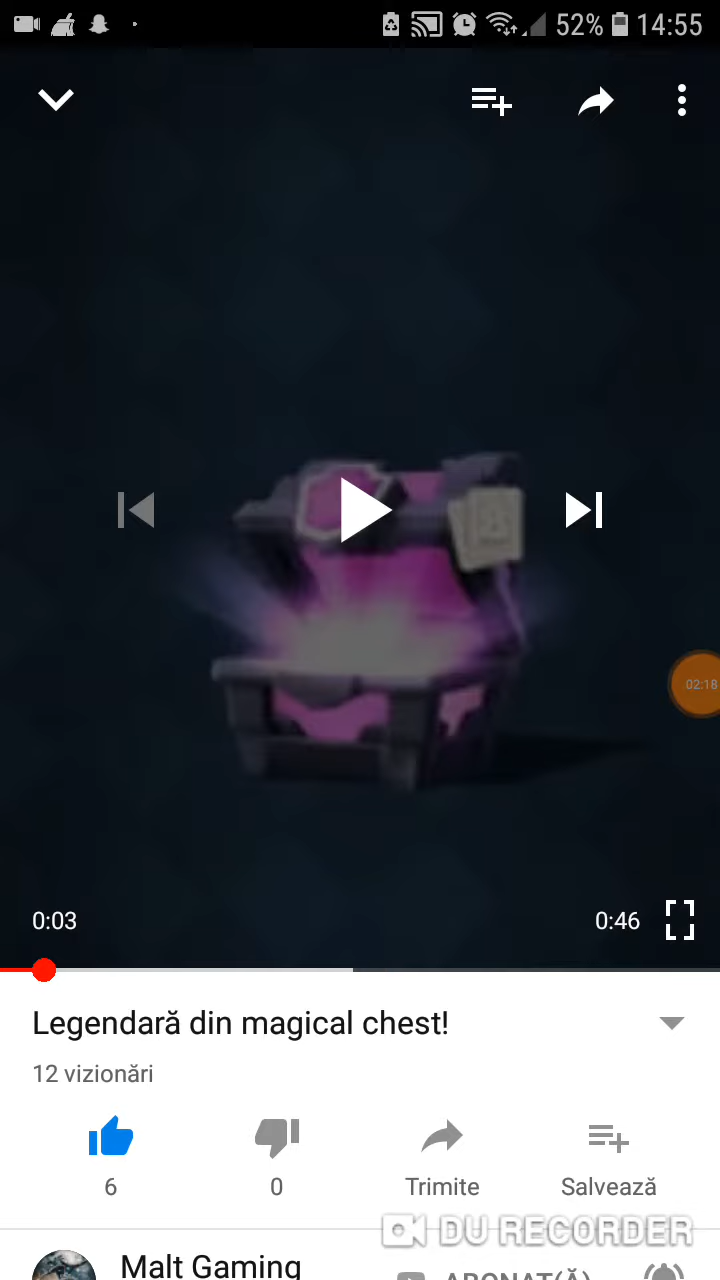 52% 14:55
02:18
0:03 0:46
Legendară din magical chest!
12 vizionări
6 0 Trimite Salvează
DU RECORDER
Malt Gaming
ABONAT(Ă)